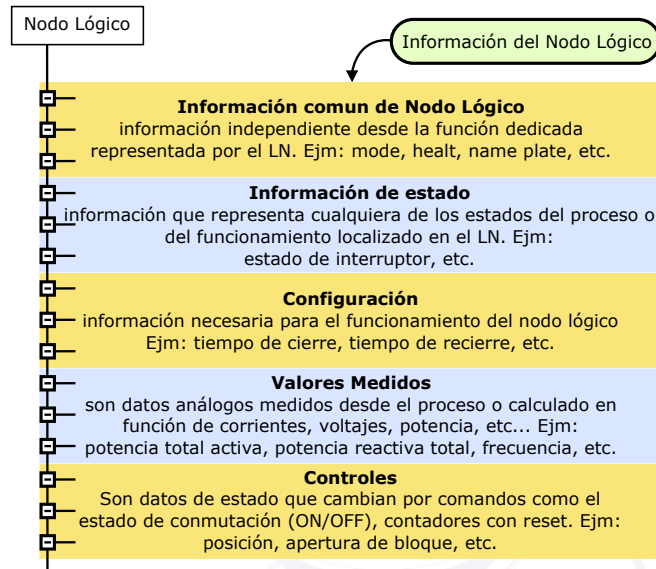 Nodo Lógico
Información del Nodo Lógico
Información comun de Nodo Lógico
información independiente desde la función dedicada
representada por el LN. Ejm: mode, healt, name plate, etc.
Información de estado
información que representa cualquiera de los estados del proceso o
del funcionamiento localizado en el LN. Ejm:
estado de interruptor, etc.
Configuración
información necesaria para el funcionamiento del nodo lógico
Ejm: tiempo de cierre, tiempo de recierre, etc.
Valores Medidos
son datos análogos medidos desde el proceso o calculado en
función de corrientes, voltajes, potencia, etc... Ejm:
potencia total activa, potencia reactiva total, frecuencia, etc.
Controles
Son datos de estado que cambian por comandos como el
estado de conmutación (ON/OFF), contadores con reset. Ejm:
posición, apertura de bloque, etc.